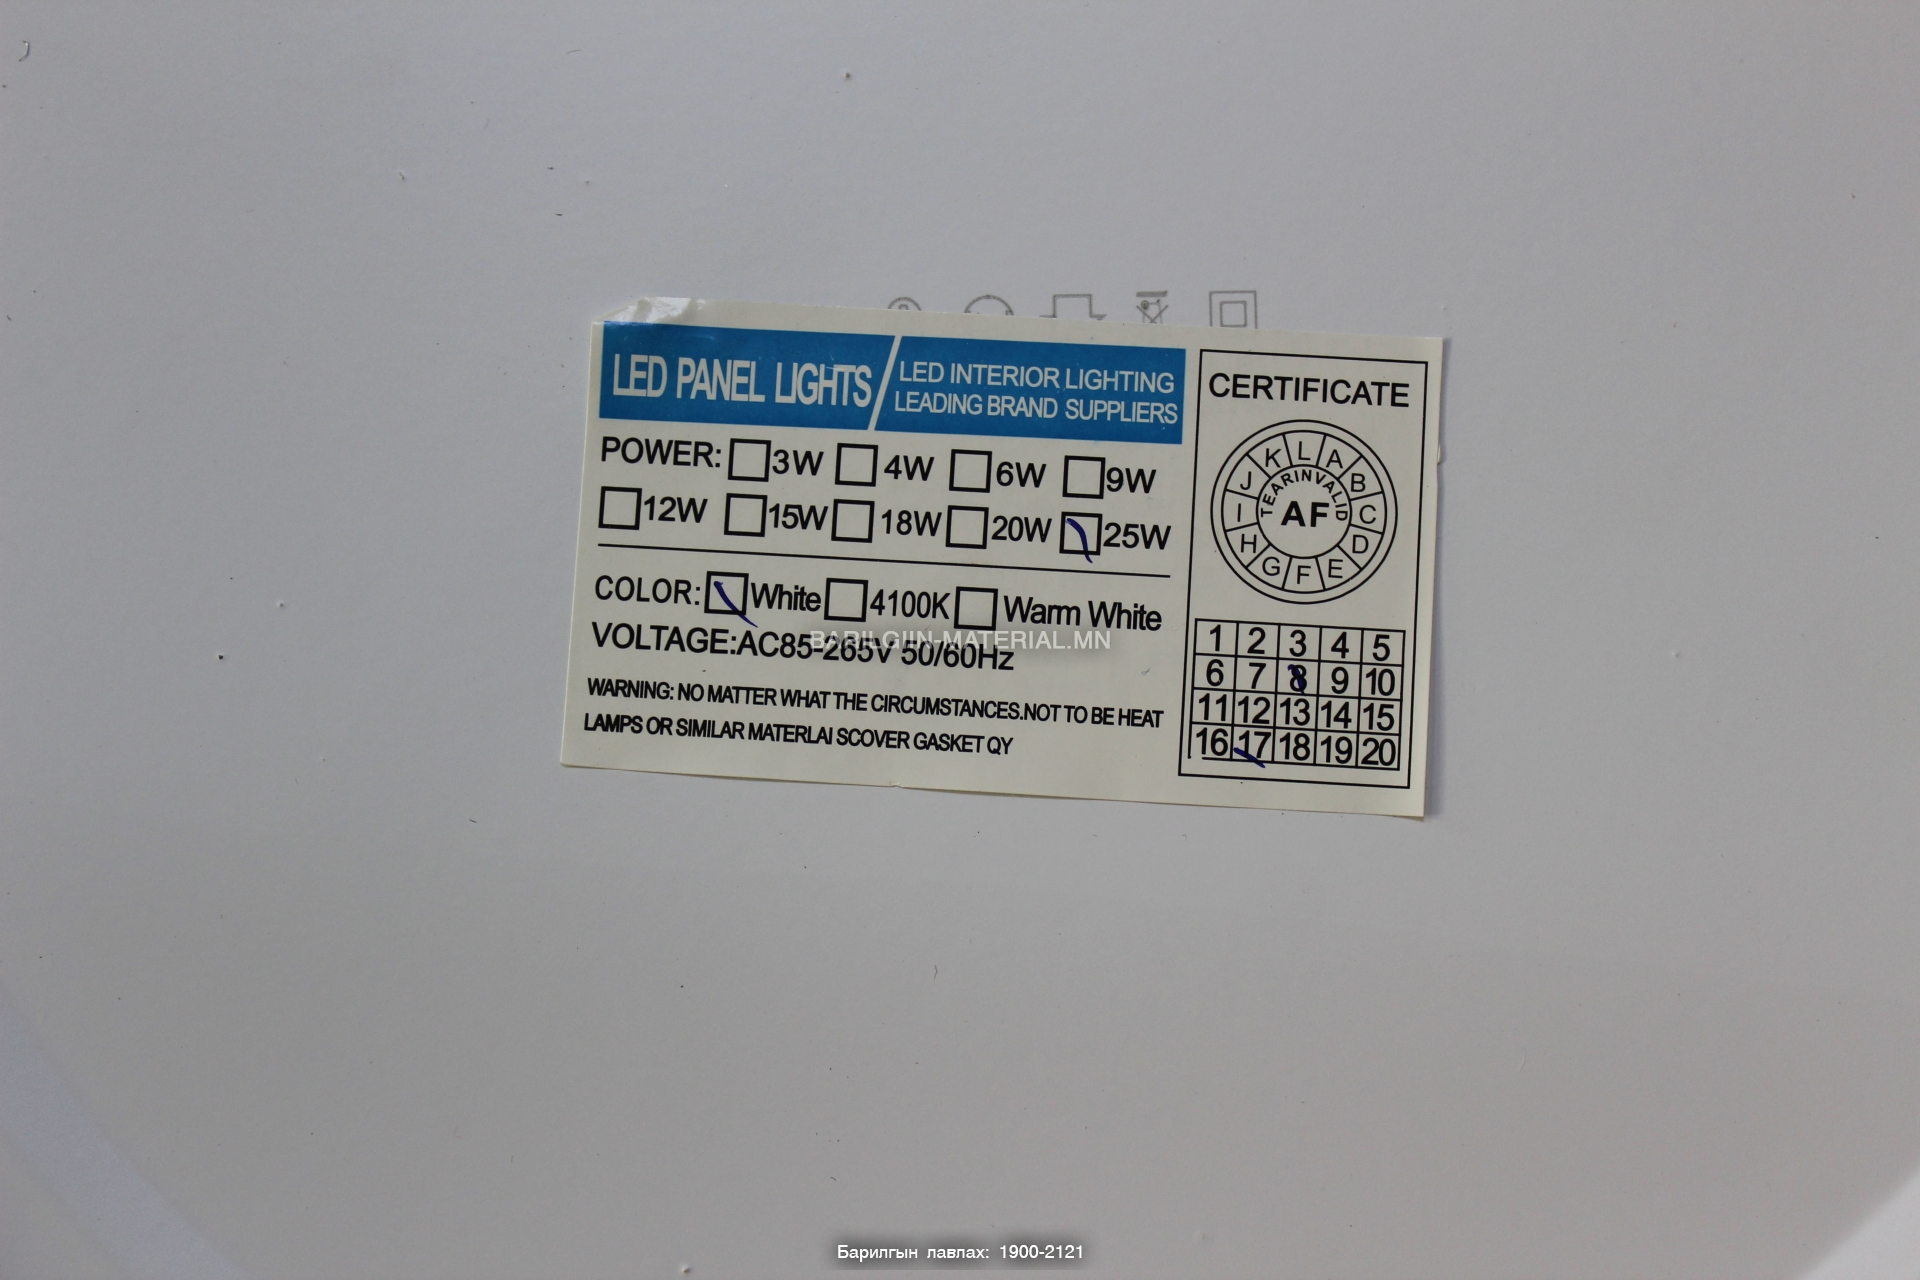 LED PANEL LIGHTS
LED INTERIOR LIGHTING
LEADING BRAND SUPPLIERS
POWER: 3W 4W 6W 9W
12W 15W 18W 20W 25W
COLOR: White 4100K Warm White
VOLTAGE:AC85-265V 50/60Hz
WARNING: NO MATTER WHAT THE CIRCUMSTANCES.NOT TO BE HEAT
LAMPS OR SIMILAR MATERLAI SCOVER GASKET QY
CERTIFICATE
L A B C D E F G H I J K
TEARINVALID
AF
1 2 3 4 5
6 7 8 9 10
11 12 13 14 15
16 17 18 19 20
BARILGIIN-MATERIAL.MN
Барилгын лавлах: 1900-2121